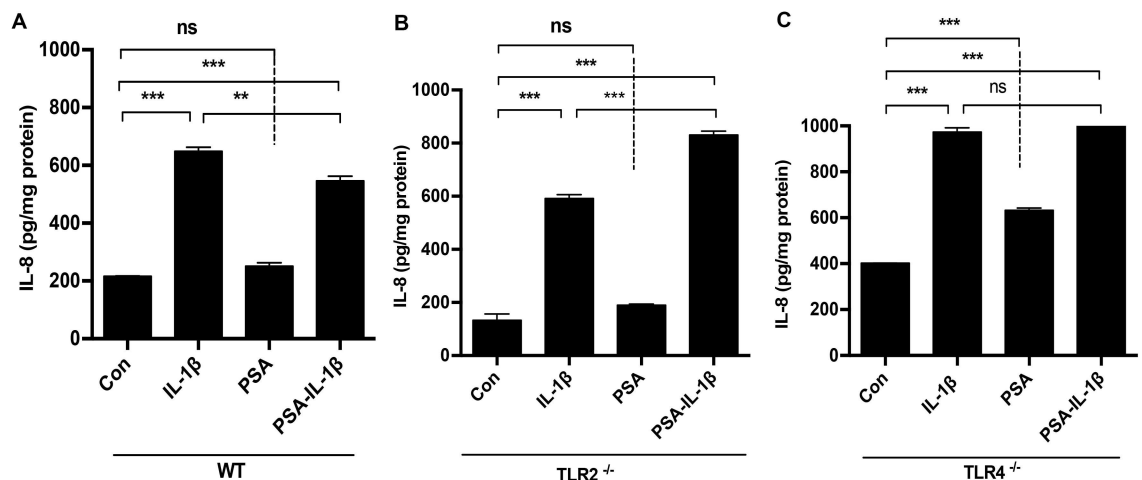 A
ns
***
*** **
1000
800
600
400
200
0
IL-8 (pg/mg protein)
Con IL-1β PSA PSA-IL-1β
WT
B
ns
***
*** ***
1000
800
600
400
200
0
IL-8 (pg/mg protein)
Con IL-1β PSA PSA-IL-1β
TLR2 -/-
C
***
***
*** ns
1000
800
600
400
200
0
IL-8 (pg/mg protein)
Con IL-1β PSA PSA-IL-1β
TLR4 -/-